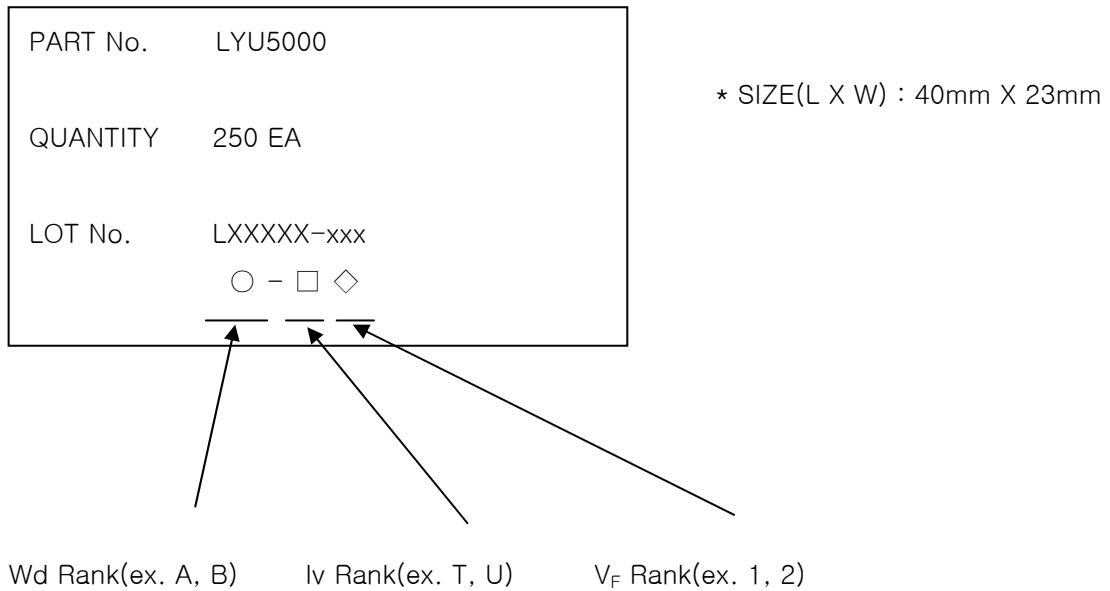 PART No. LYU5000
* SIZE(L X W) : 40mm X 23mm
QUANTITY 250 EA
LOT No. LXXXXX-xxx
○ - □ ◇
Wd Rank(ex. A, B) Iv Rank(ex. T, U) VF Rank(ex. 1, 2)